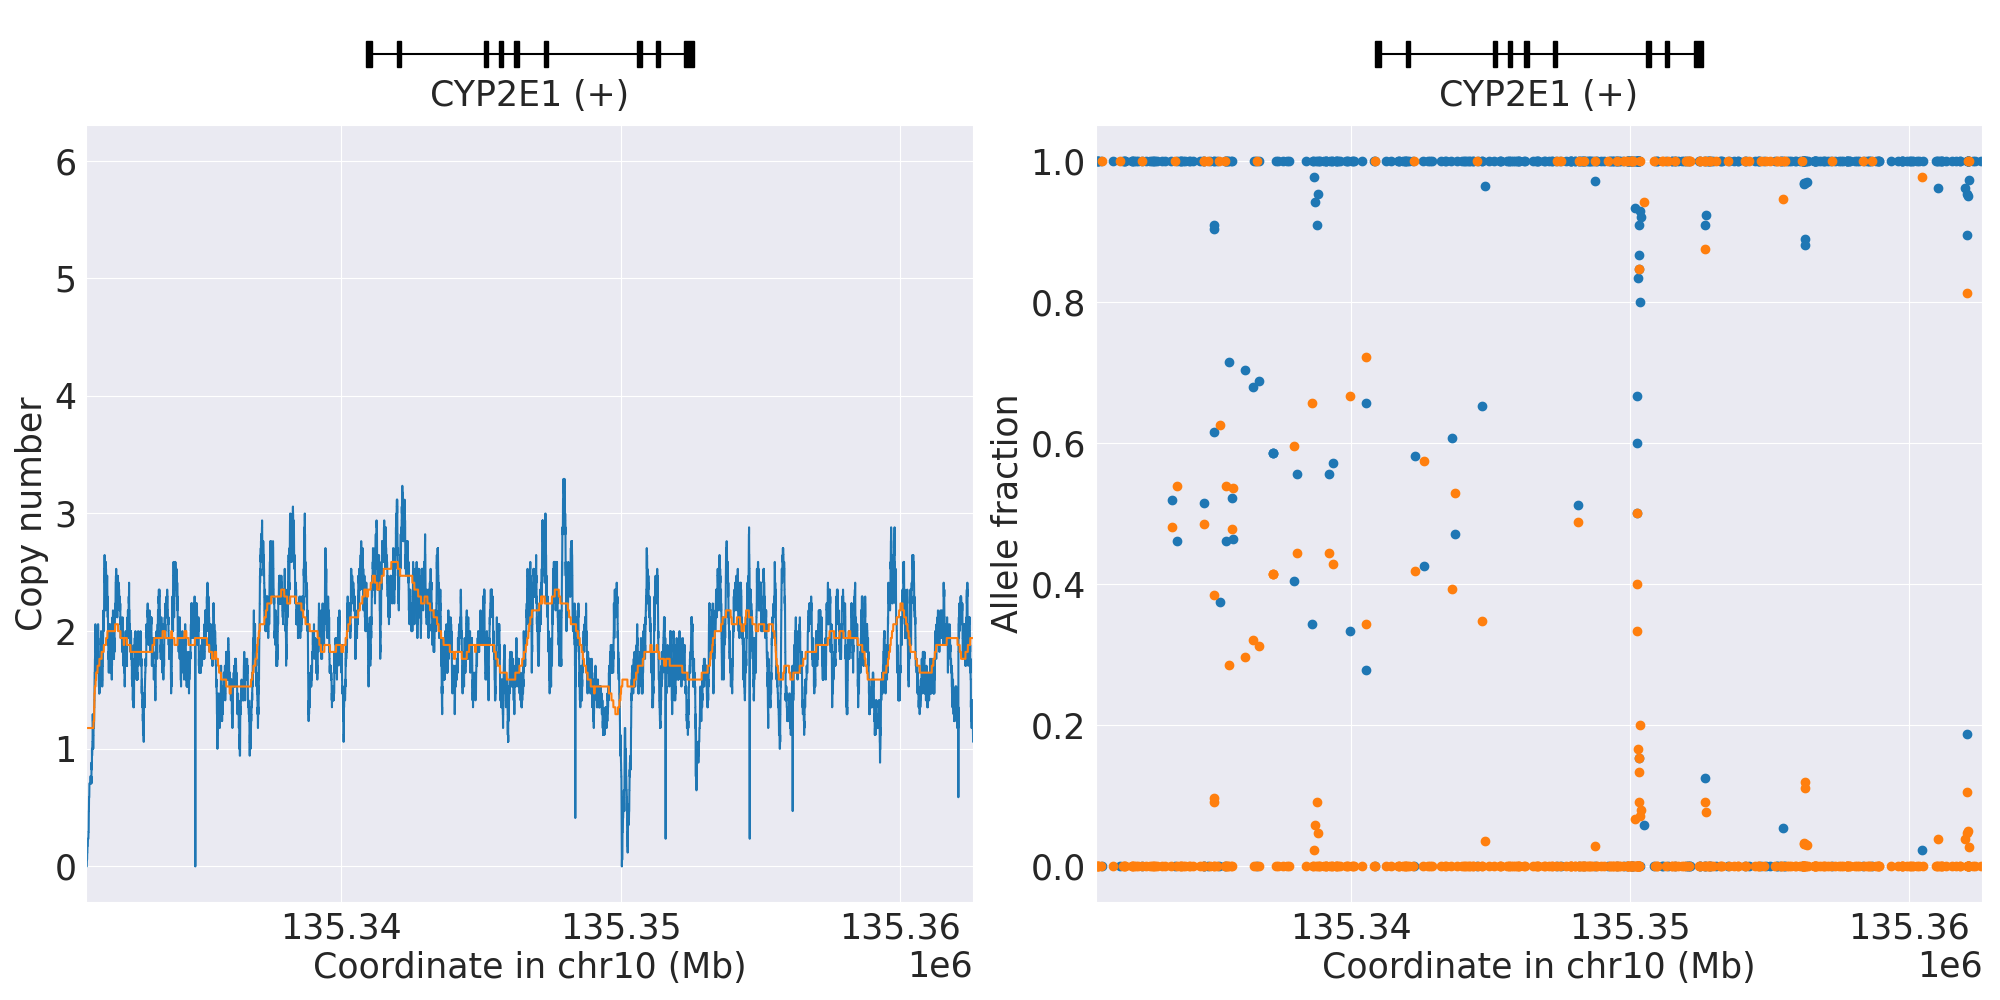 CYP2E1 (+)
CYP2E1 (+)
Copy number
6
5
4
3
2
1
0
135.34
135.35
135.36
Coordinate in chr10 (Mb)
1e6
Allele fraction
1.0
0.8
0.6
0.4
0.2
0.0
135.34
135.35
135.36
Coordinate in chr10 (Mb)
1e6